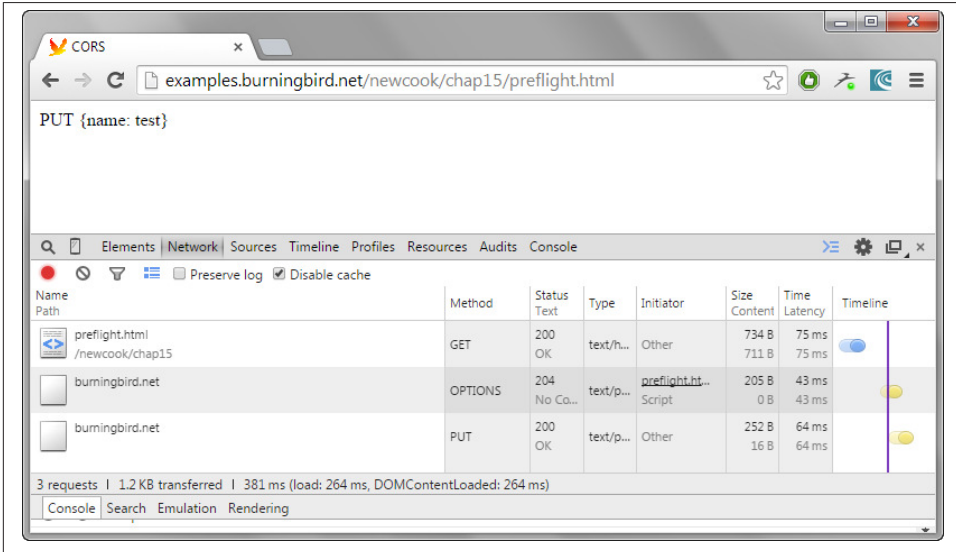 CORS
examples.burningbird.net/newcook/chap15/preflight.html
PUT {name: test}
Elements Network Sources Timeline Profiles Resources Audits Console
Preserve log Disable cache
Name Path Method Status Text Type Initiator Size Content Time Latency Timeline
preflight.html /newcook/chap15 GET 200 OK text/h... Other 734 B 711 B 75 ms 75 ms
burningbird.net OPTIONS 204 No Co... text/p... preflight.ht... Script 205 B 0 B 43 ms 43 ms
burningbird.net PUT 200 OK text/p... Other 252 B 16 B 64 ms 64 ms
3 requests | 1.2 KB transferred | 381 ms (load: 264 ms, DOMContentLoaded: 264 ms)
Console Search Emulation Rendering